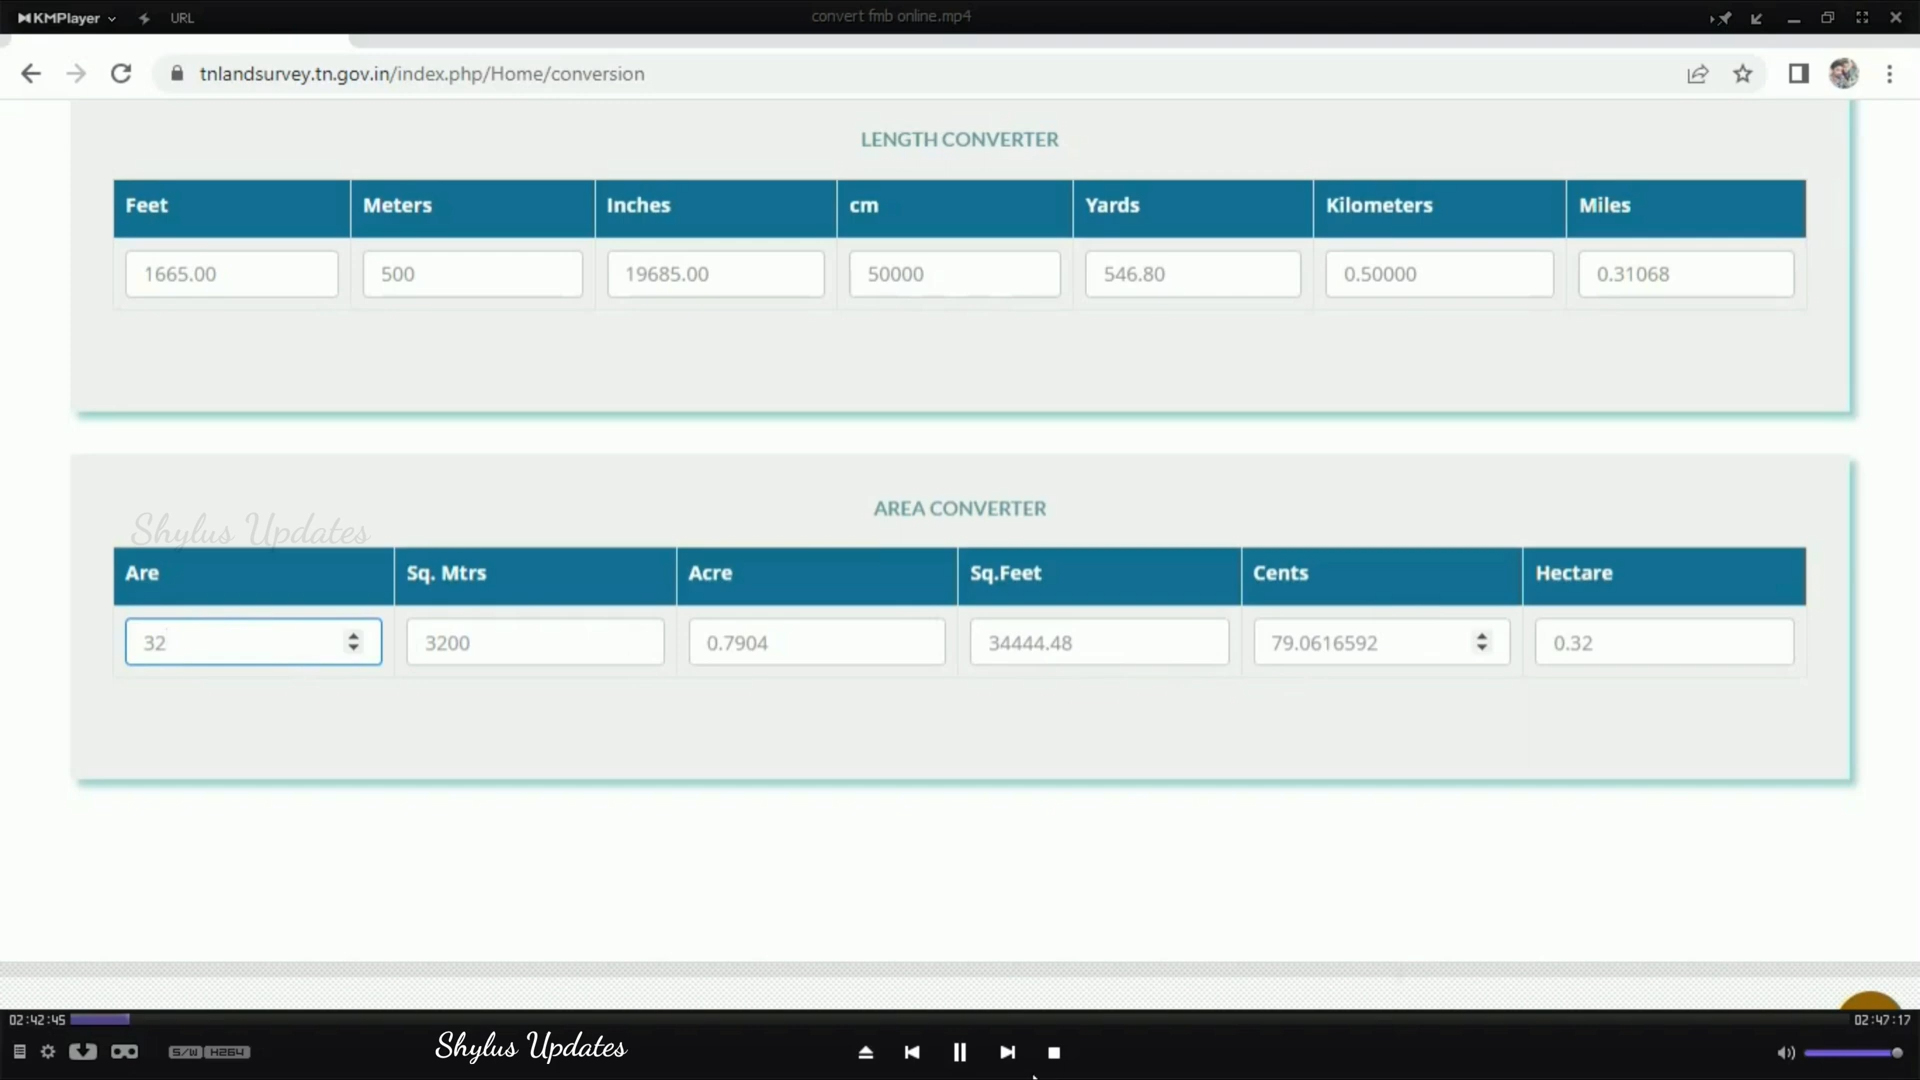 KMPlayer URL convert fmb online.mp4
tnlandsurvey.tn.gov.in/index.php/Home/conversion
LENGTH CONVERTER
Feet Meters Inches cm Yards Kilometers Miles
1665.00 500 19685.00 50000 546.80 0.50000 0.31068
AREA CONVERTER
Shylus Updates
Are Sq. Mtrs Acre Sq.Feet Cents Hectare
32 3200 0.7904 34444.48 79.0616592 0.32
02:42:45 02:47:17
S/W H264 Shylus Updates